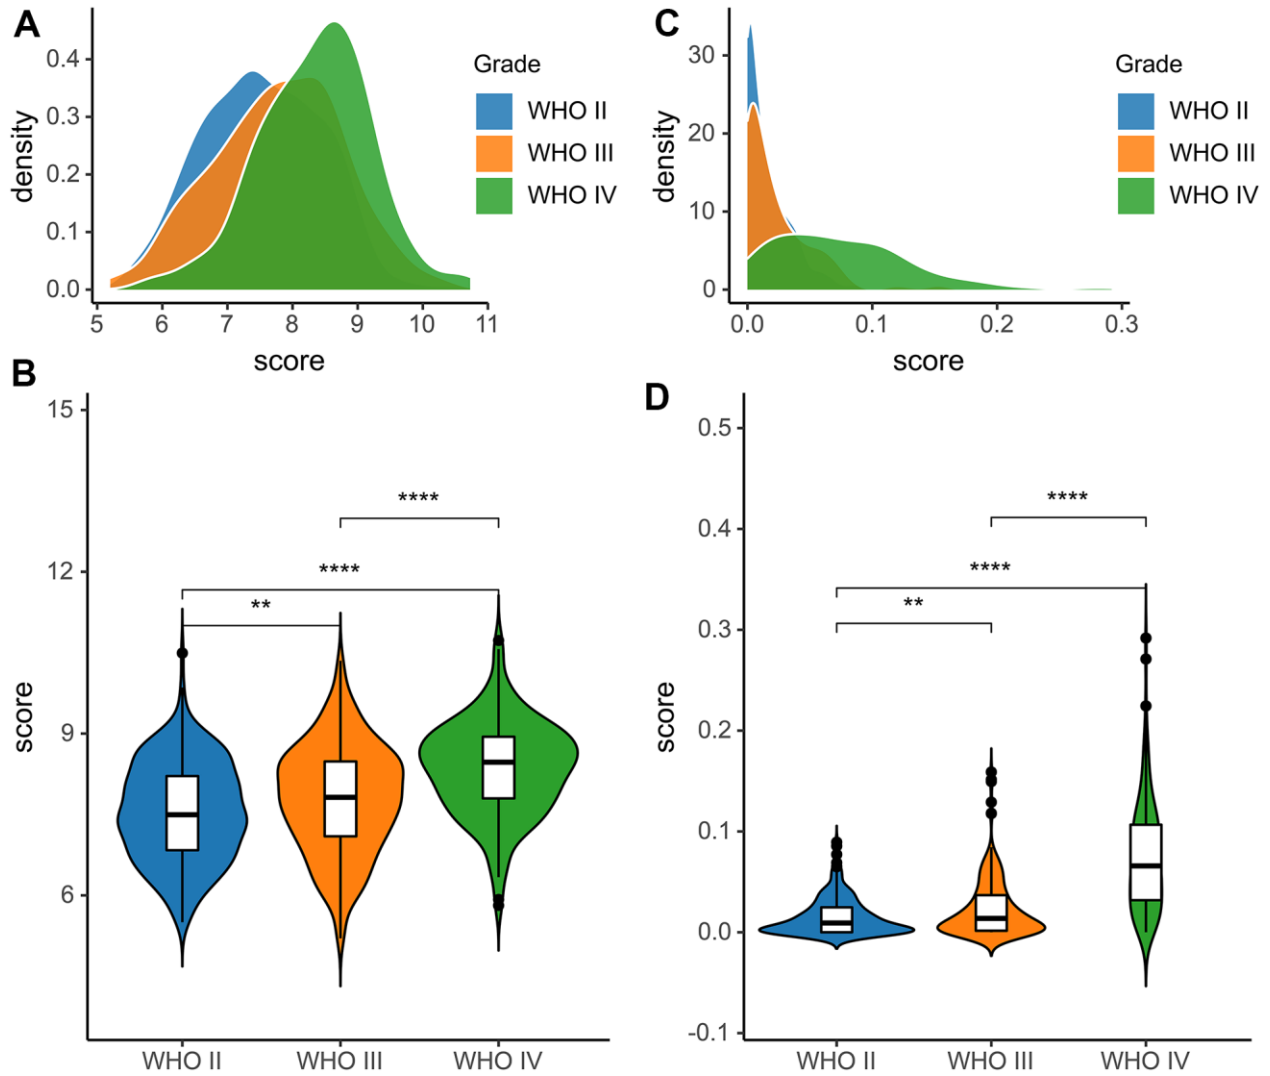 A
density
0.4
0.3
0.2
0.1
0.0
5 6 7 8 9 10 11
score
Grade
WHO II
WHO III
WHO IV
C
density
30
20
10
0
0.0 0.1 0.2 0.3
score
Grade
WHO II
WHO III
WHO IV
B
score
15
12
9
6
****
****
**
WHO II WHO III WHO IV
D
score
0.5
0.4
0.3
0.2
0.1
0.0
-0.1
****
****
**
WHO II WHO III WHO IV